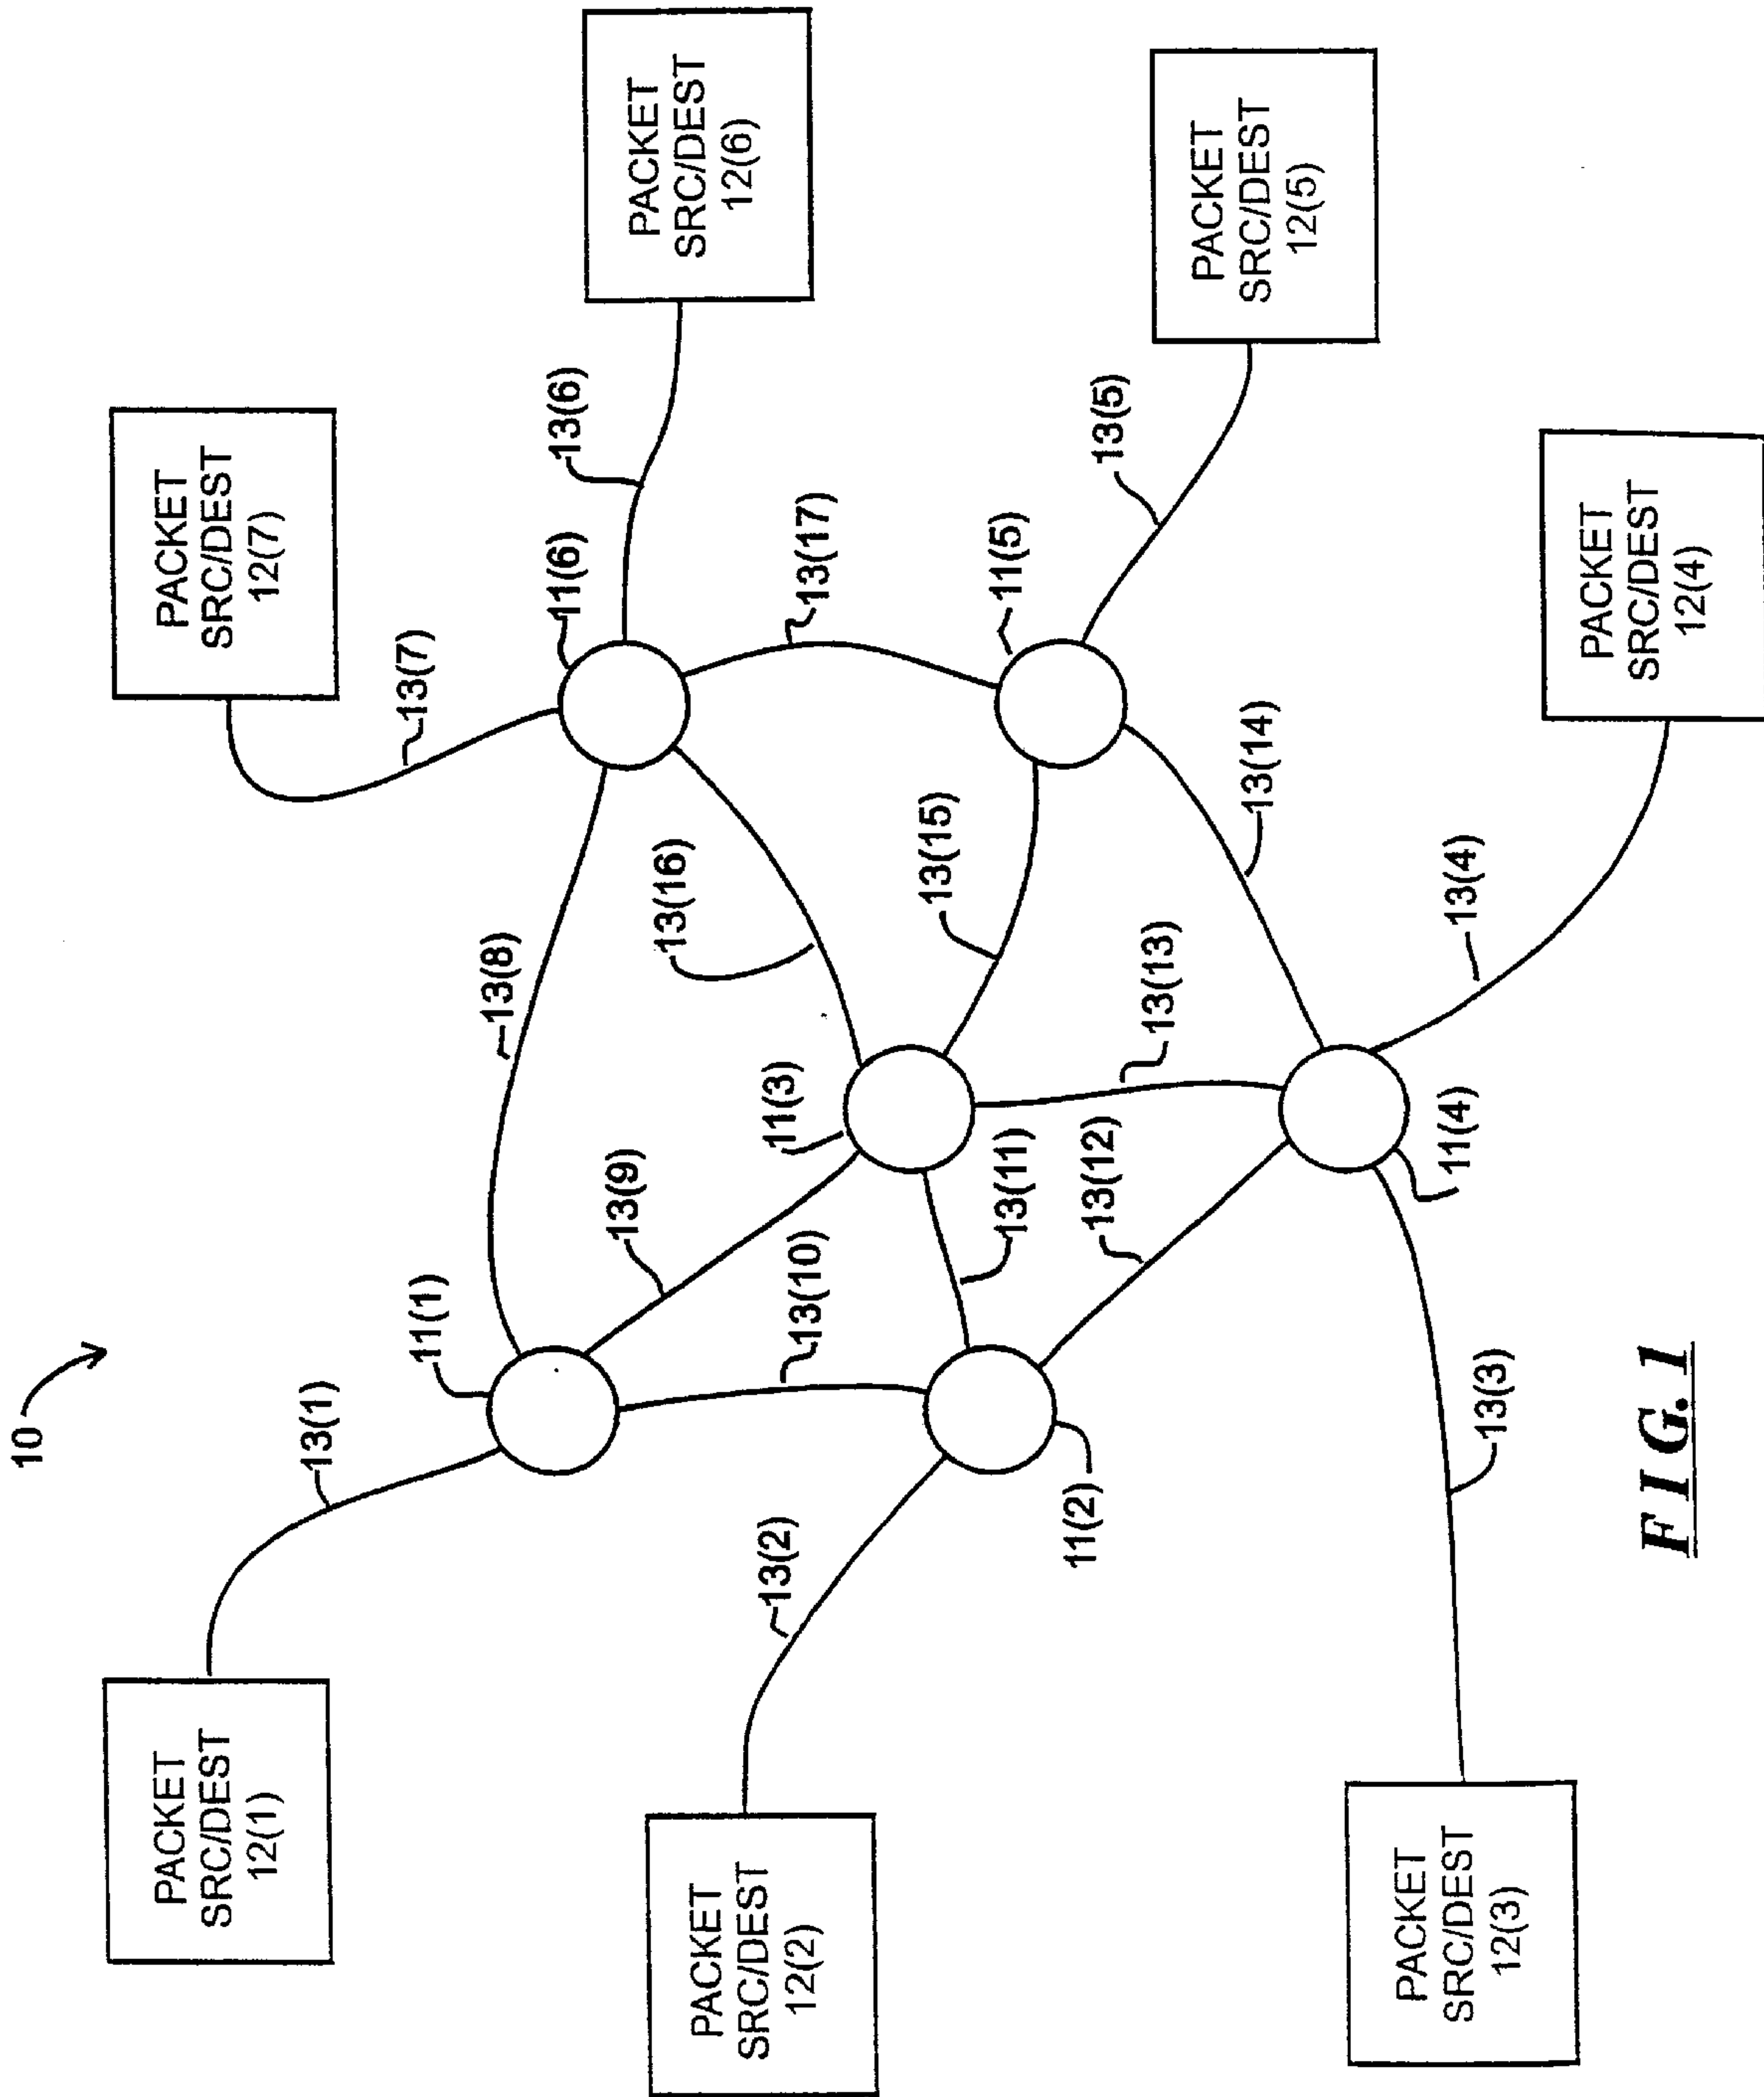 10
PACKET
SRC/DEST
12(1)
13(1)
11(1)
13(8)
13(7)
PACKET
SRC/DEST
12(7)
11(6)
13(6)
PACKET
SRC/DEST
12(6)
13(9)
13(16)
13(17)
13(10)
11(3)
PACKET
SRC/DEST
12(2)
13(2)
11(2)
13(11)
13(15)
11(5)
13(5)
PACKET
SRC/DEST
12(5)
13(12)
13(13)
13(14)
11(4)
13(4)
PACKET
SRC/DEST
12(4)
PACKET
SRC/DEST
12(3)
13(3)
FIG. 1